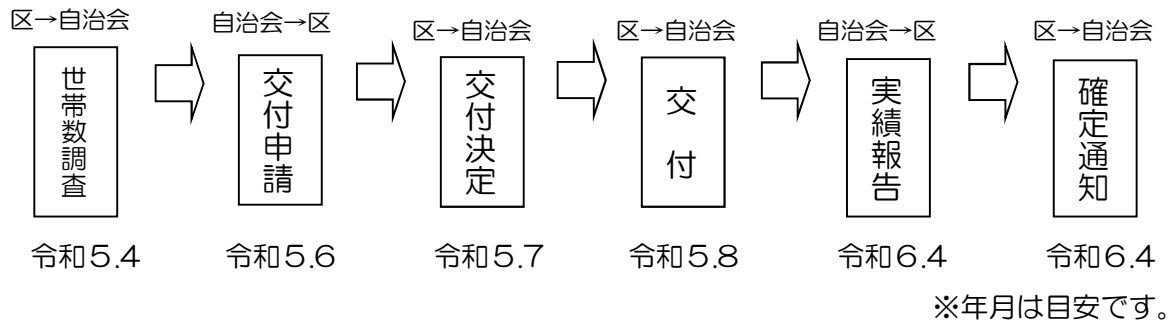 区→自治会
世帯数調査
令和5.4
自治会→区
交付申請
令和5.6
区→自治会
交付決定
令和5.7
区→自治会
交付
令和5.8
自治会→区
実績報告
令和6.4
区→自治会
確定通知
令和6.4
※年月は目安です。